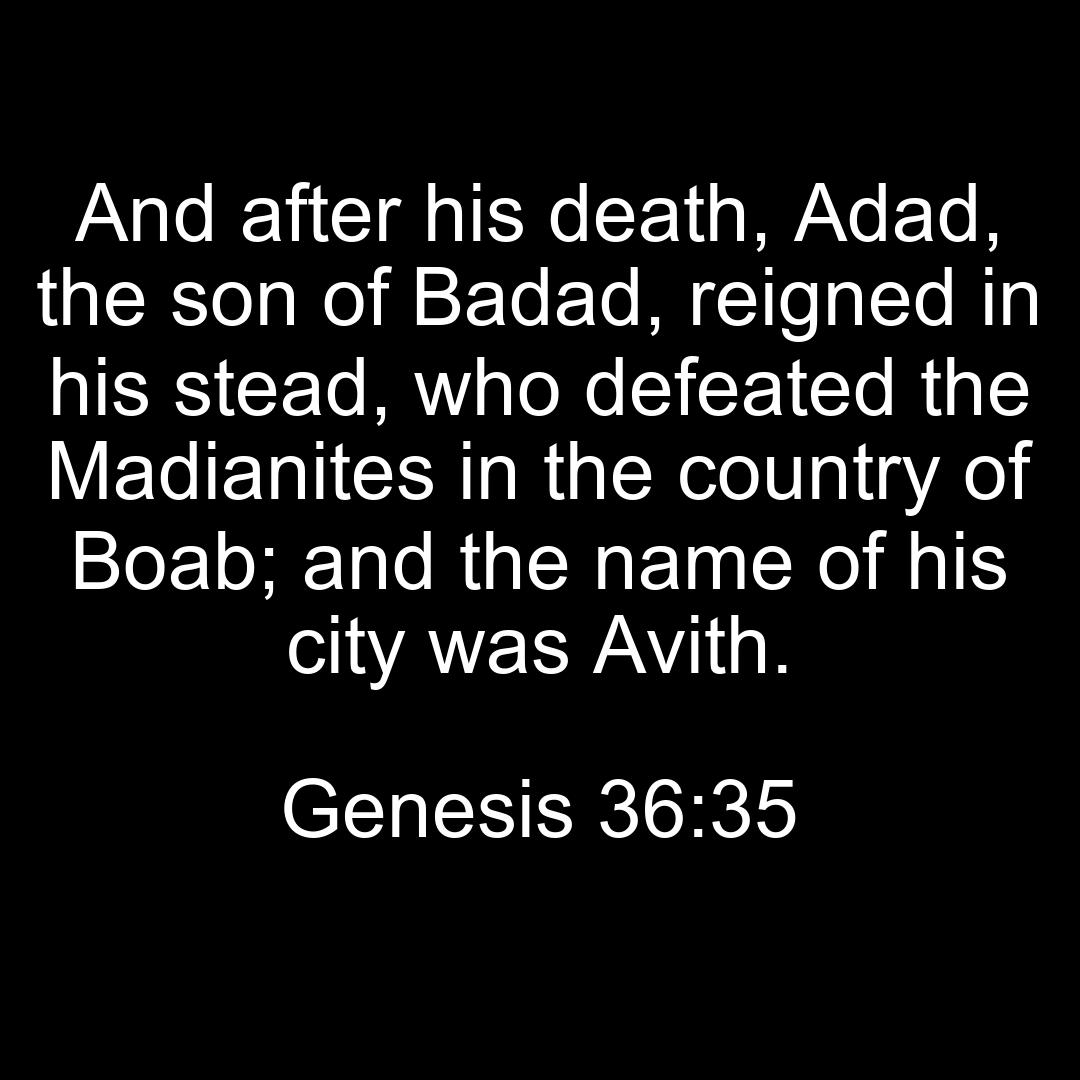 And after his death, Adad,
the son of Badad, reigned in
his stead, who defeated the
Madianites in the country of
Boab; and the name of his
city was Avith.
Genesis 36:35